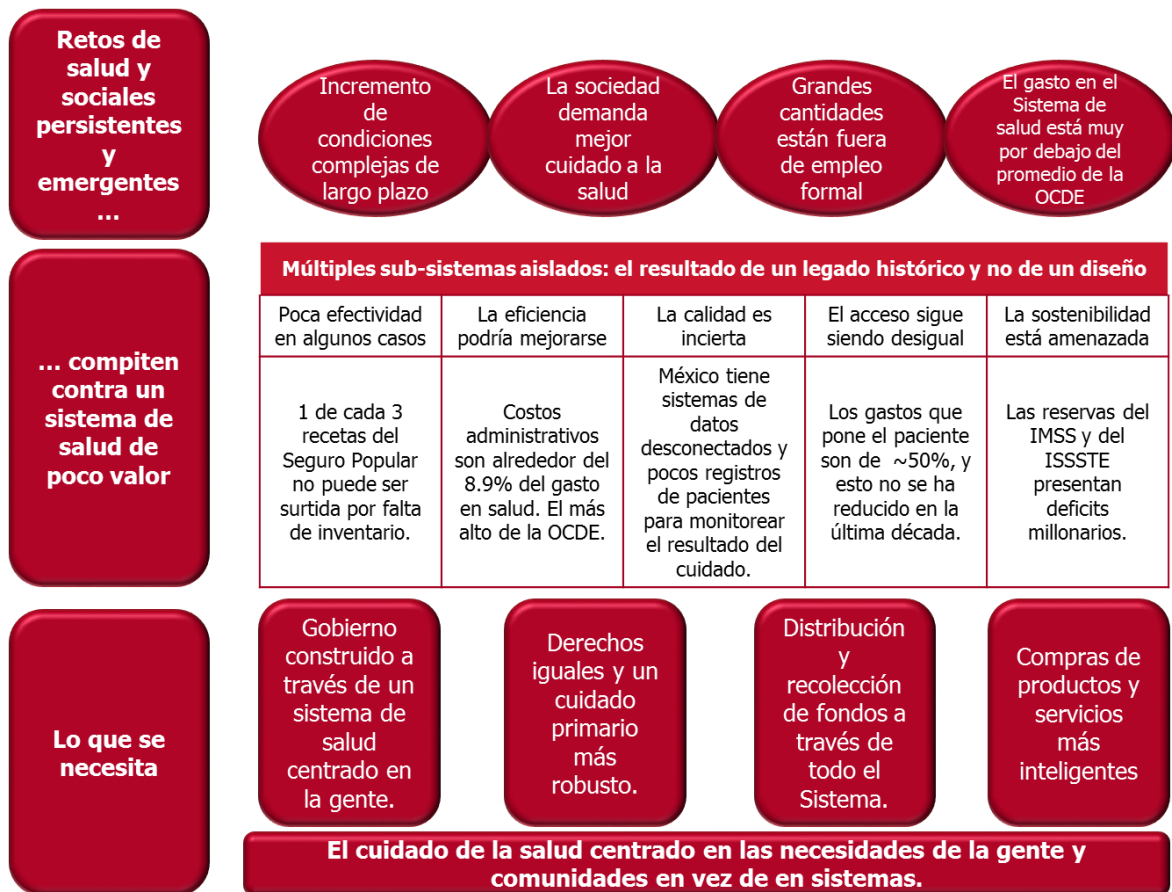 Retos de
salud y
sociales
persistentes
y
emergentes
...
Incremento
de
condiciones
complejas de
largo plazo
La sociedad
demanda
mejor
cuidado a la
salud
Grandes
cantidades
están fuera
de empleo
formal
El gasto en el
Sistema de
salud está muy
por debajo del
promedio de la
OCDE
... compiten
contra un
sistema de
salud de
poco valor
Múltiples sub-sistemas aislados: el resultado de un legado histórico y no de un diseño
Poca efectividad
en algunos casos
La eficiencia
podría mejorarse
La calidad es
incierta
El acceso sigue
siendo desigual
La sostenibilidad
está amenazada
1 de cada 3
recetas del
Seguro Popular
no puede ser
surtida por falta
de inventario.
Costos
administrativos
son alrededor del
8.9% del gasto
en salud. El más
alto de la OCDE.
México tiene
sistemas de
datos
desconectados y
pocos registros
de pacientes
para monitorear
el resultado del
cuidado.
Los gastos que
pone el paciente
son de ~50%, y
esto no se ha
reducido en la
última década.
Las reservas del
IMSS y del
ISSSTE
presentan
deficits
millonarios.
Lo que se
necesita
Gobierno
construido a
través de un
sistema de
salud
centrado en
la gente.
Derechos
iguales y un
cuidado
primario
más
robusto.
Distribución
y
recolección
de fondos a
través de
todo el
Sistema.
Compras de
productos y
servicios
más
inteligentes
El cuidado de la salud centrado en las necesidades de la gente y
comunidades en vez de en sistemas.